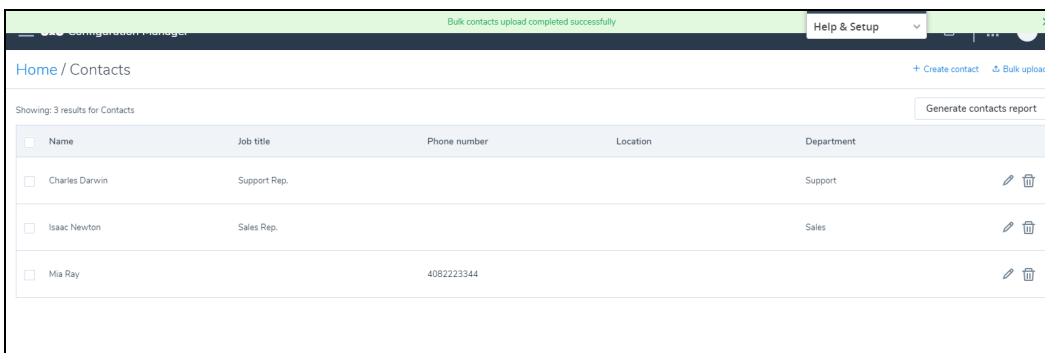 Bulk contacts upload completed successfully
Help & Setup
Configuration Manager
Home / Contacts
+ Create contact Bulk upload
Showing: 3 results for Contacts
Generate contacts report
Name Job title Phone number Location Department
Charles Darwin Support Rep. Support
Isaac Newton Sales Rep. Sales
Mia Ray 4082223344